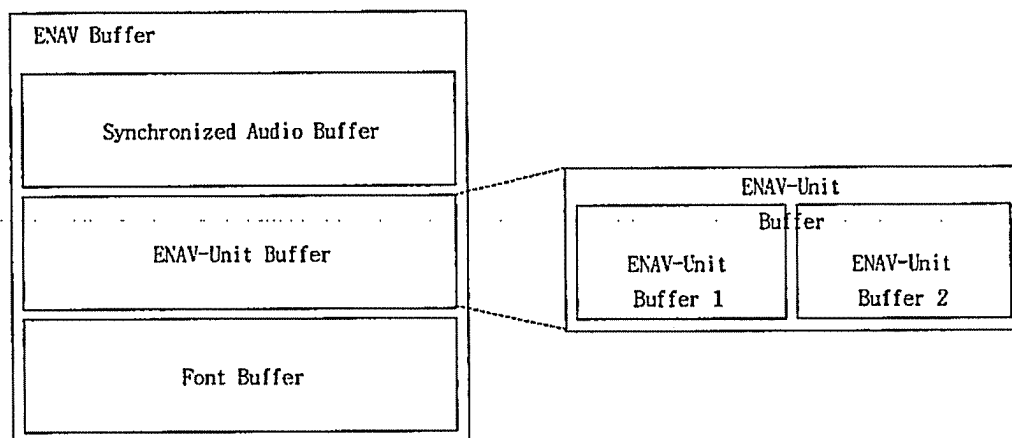 ENAV Buffer
Synchronized Audio Buffer
ENAV-Unit Buffer
Font Buffer
ENAV-Unit
Buffer
ENAV-Unit
Buffer 1
ENAV-Unit
Buffer 2